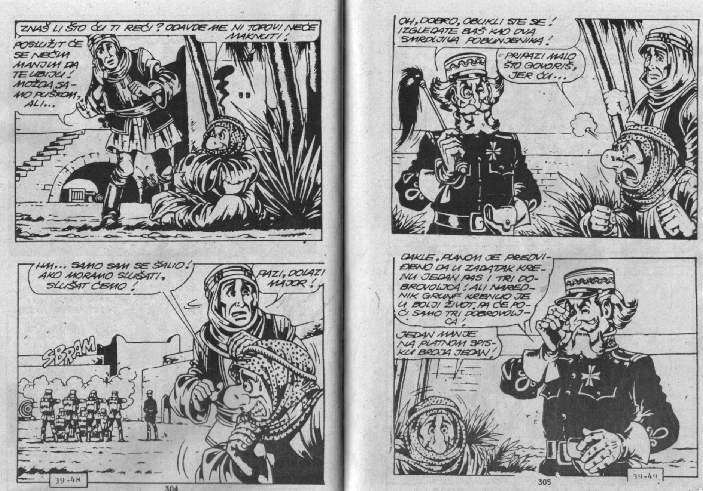 ZNAŠ LI ŠTO ĆU TI REĆI? ODAVDE ME NI TOPOVI NEĆE
MAKNUTI!
POSLUŽIT ĆE
SE NEČIM
MANJIM DA
TE UBIJU!
MOŽDA SA-
MO PUŠKOM,
ALI...
HM... SAMO SAM SE ŠALIO!
AKO MORAMO SLUŠATI,
SLUŠAT ĆEMO!
PAZI, DOLAZI
MAJOR!
SBRAM
39-48
304
OH, DOBRO, OBUKLI STE SE!
IZGLEDATE BAŠ KAO DVA
SMRDLJIVA POBUNJENIKA!
PRIPAZI MALO
ŠTO GOVORIŠ,
JER ĆU...
DAKLE, PLANOM JE PREDVI-
ĐENO DA U ZADATAK KRE-
NU JEDAN PAS I TRI DO-
BROVOLJCA! ALI NARED-
NIK GRUNF KRENUO JE
U BOLJI ŽIVOT, PA ĆE PO-
ĆI SAMO TRI DOBROVOLJ-
CA!
JEDAN MANJE
NA PLATNOM SPIS-
KU BROJA JEDAN!
305
39-49